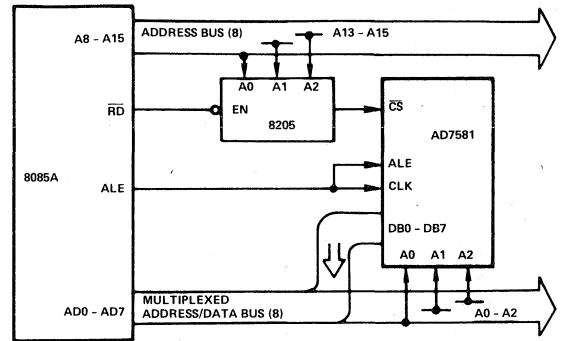 A8 – A15
ADDRESS BUS (8)
A13 – A15
A0 A1 A2
RD
EN
8205
CS
AD7581
8085A
ALE
ALE
CLK
DB0 – DB7
A0 A1 A2
MULTIPLEXED
AD0 – AD7
ADDRESS/DATA BUS (8)
A0 – A2